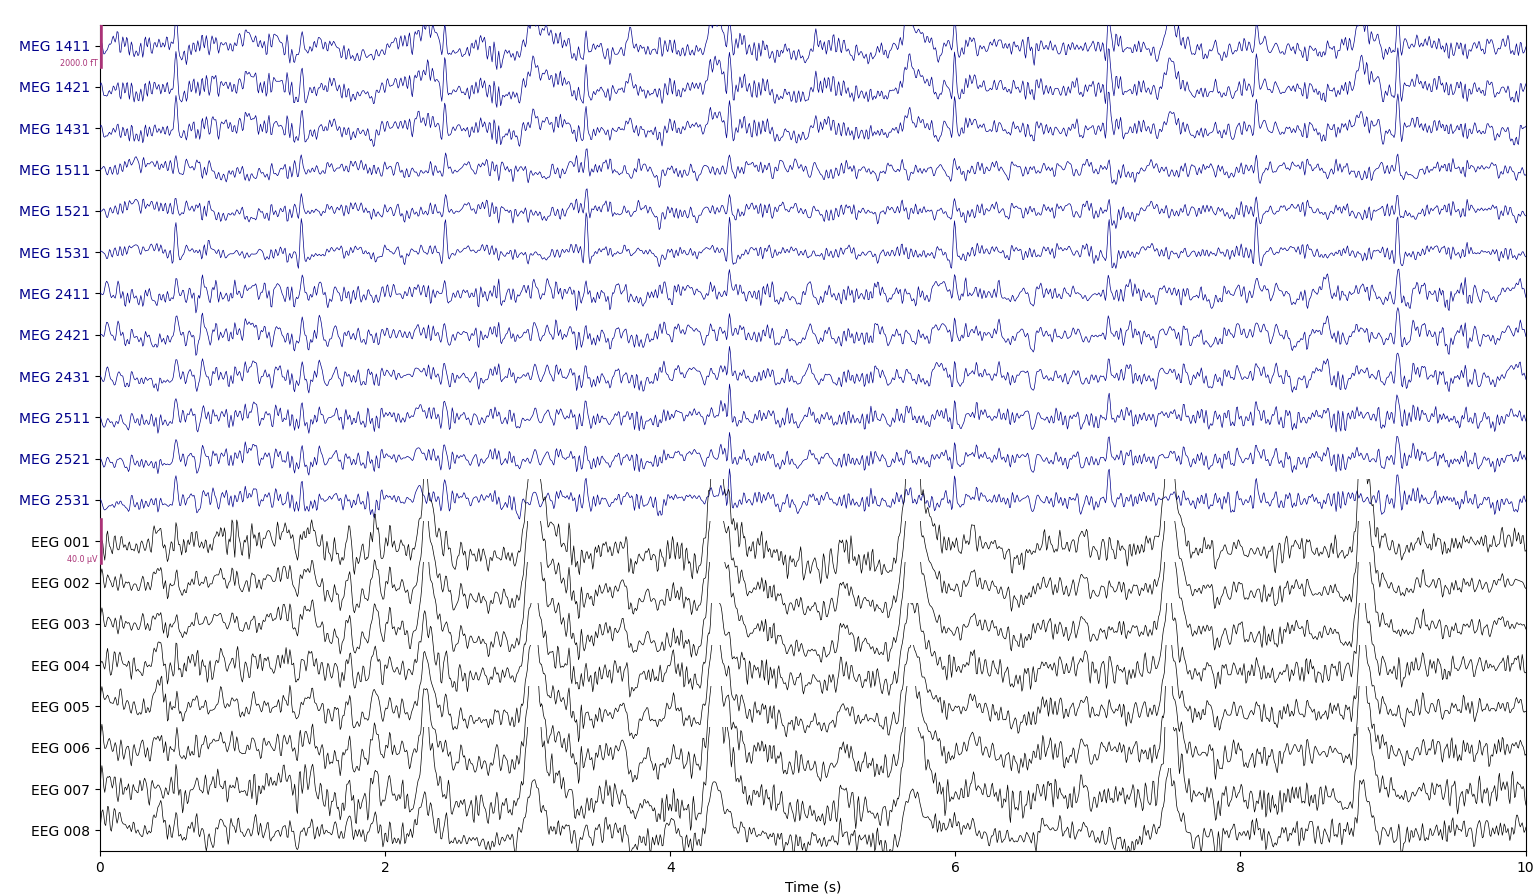 MEG 1411
2000.0 fT
MEG 1421
MEG 1431
MEG 1511
MEG 1521
MEG 1531
MEG 2411
MEG 2421
MEG 2431
MEG 2511
MEG 2521
MEG 2531
EEG 001
40.0 µV
EEG 002
EEG 003
EEG 004
EEG 005
EEG 006
EEG 007
EEG 008
0 2 4 6 8 10
Time (s)